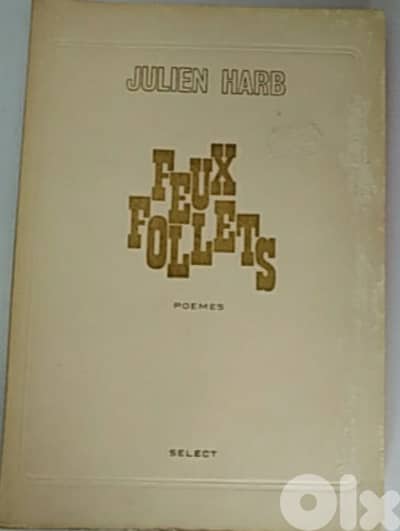 JULIEN HARB
FEUX
FOLLETS
POEMES
SELECT
Olx